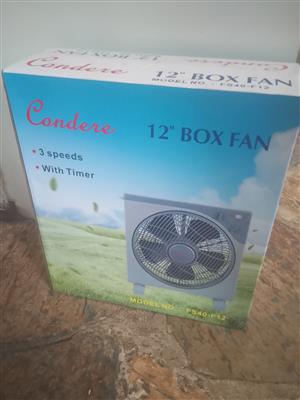 Condere
12" BOX FAN
MODEL NO : FS40-F12
Condere
12" BOX FAN
• 3 speeds
• With Timer
MODEL NO : FS40-F12